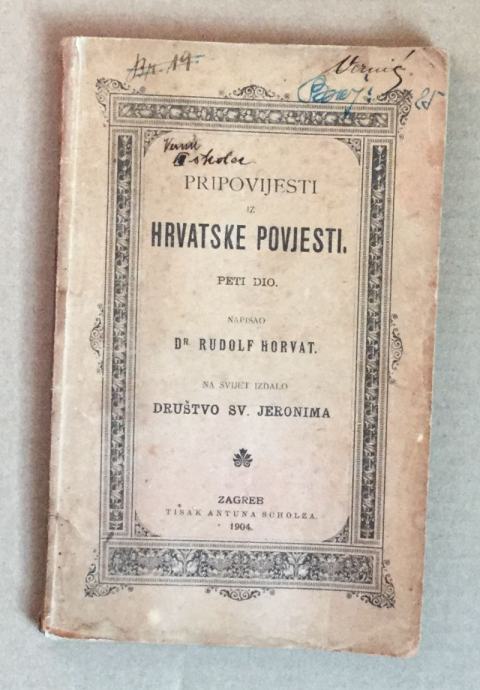 PRIPOVIJESTI
IZ
HRVATSKE POVJESTI.
PETI DIO.
NAPISAO
DR. RUDOLF HORVAT.
NA SVIJET IZDALO
DRUŠTVO SV. JERONIMA
ZAGREB
TISAK ANTUNA SCHOLZA.
1904.